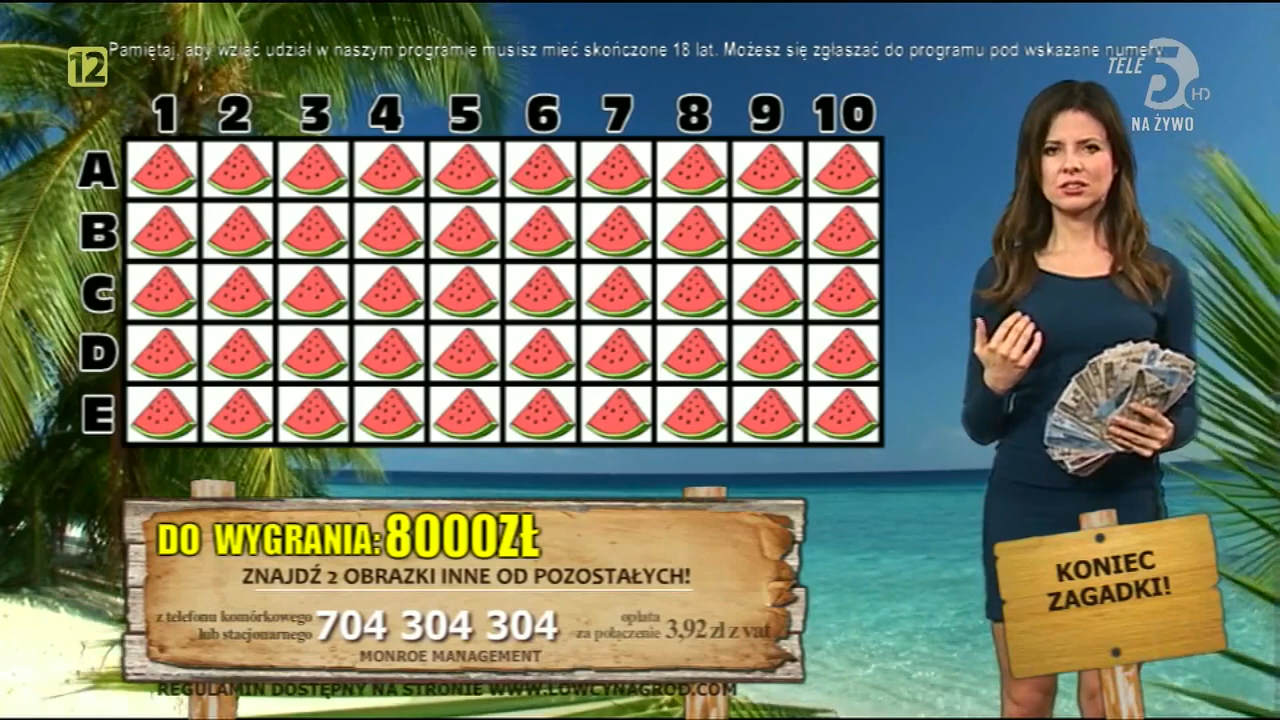 Pamiętaj, aby wziąć udział w naszym programie musisz mieć skończone 18 lat. Możesz się zgłaszać do programu pod wskazane numery
12
TELE 5 HD
NA ŻYWO
1 2 3 4 5 6 7 8 9 10
A
B
C
D
E
DO WYGRANIA: 8000ZŁ
ZNAJDŹ 2 OBRAZKI INNE OD POZOSTAŁYCH!
z telefonu komórkowego
lub stacjonarnego
704 304 304
opłata
za połączenie 3,92 zł z vat
MONROE MANAGEMENT
REGULAMIN DOSTĘPNY NA STRONIE WWW.LOWCYNAGROD.COM
KONIEC
ZAGADKI!